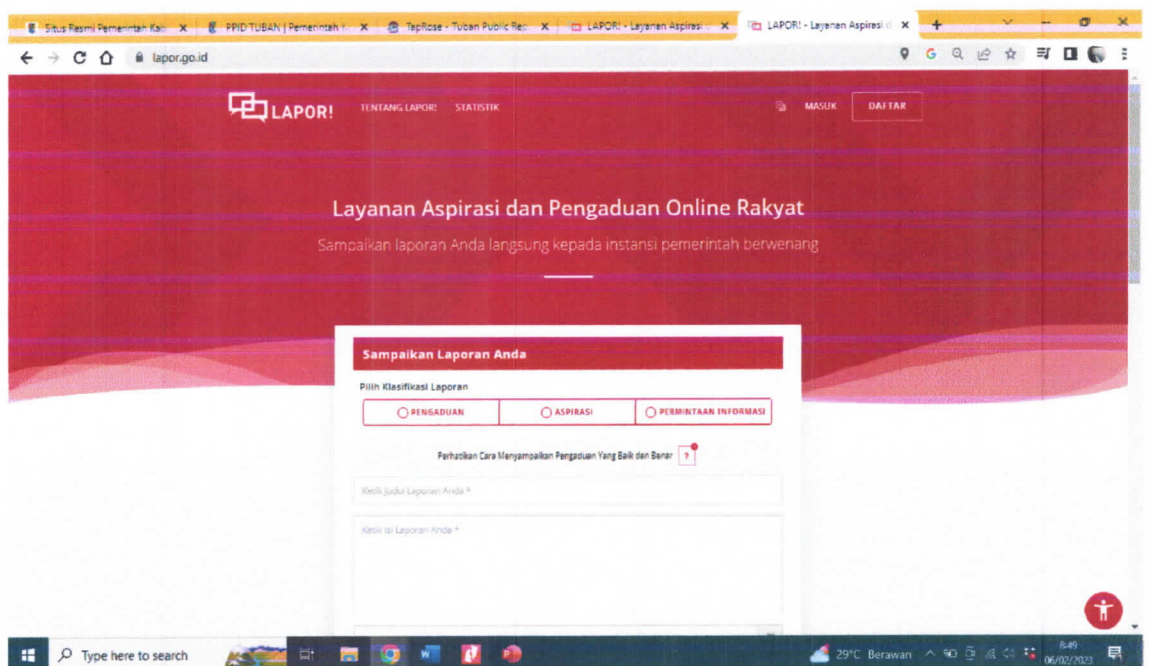 Situs Resmi Pemerintah Kab
PPID TUBAN | Pemerintah
TapRose - Tuban Public Rep
LAPOR! - Layanan Aspirasi
LAPOR! - Layanan Aspirasi d
lapor.go.id
LAPOR!
TENTANG LAPOR!
STATISTIK
MASUK
DAFTAR
Layanan Aspirasi dan Pengaduan Online Rakyat
Sampaikan laporan Anda langsung kepada instansi pemerintah berwenang
Sampaikan Laporan Anda
Pilih Klasifikasi Laporan
PENGADUAN
ASPIRASI
PERMINTAAN INFORMASI
Perhatikan Cara Menyampaikan Pengaduan Yang Baik dan Benar ?
Ketik Judul Laporan Anda *
Ketik Isi Laporan Anda *
Type here to search
29°C Berawan
8:49
06/02/2023